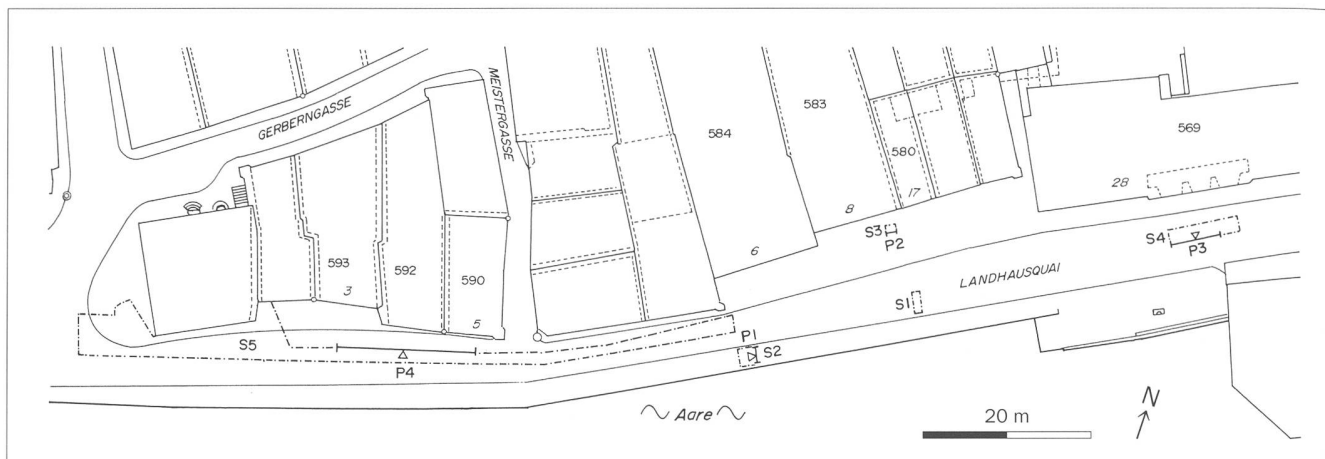 GERBERNGASSE
MEISTERGASSE
584
583
580
17
569
28
8
6
S3
P2
S4
P3
593
3
592
590
5
LANDHAUSQUAI
S1
S5
P4
P1
S2
Aare
20 m
N